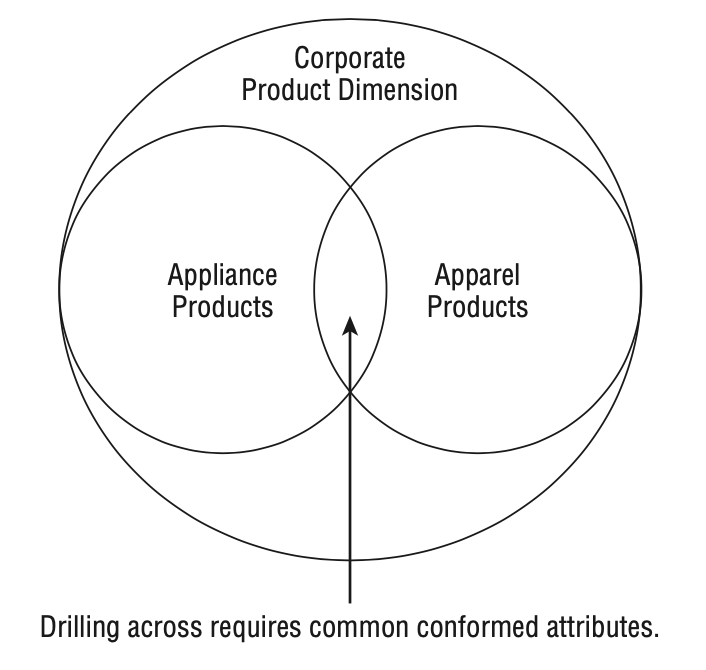 Corporate
Product Dimension
Appliance
Products
Apparel
Products
Drilling across requires common conformed attributes.